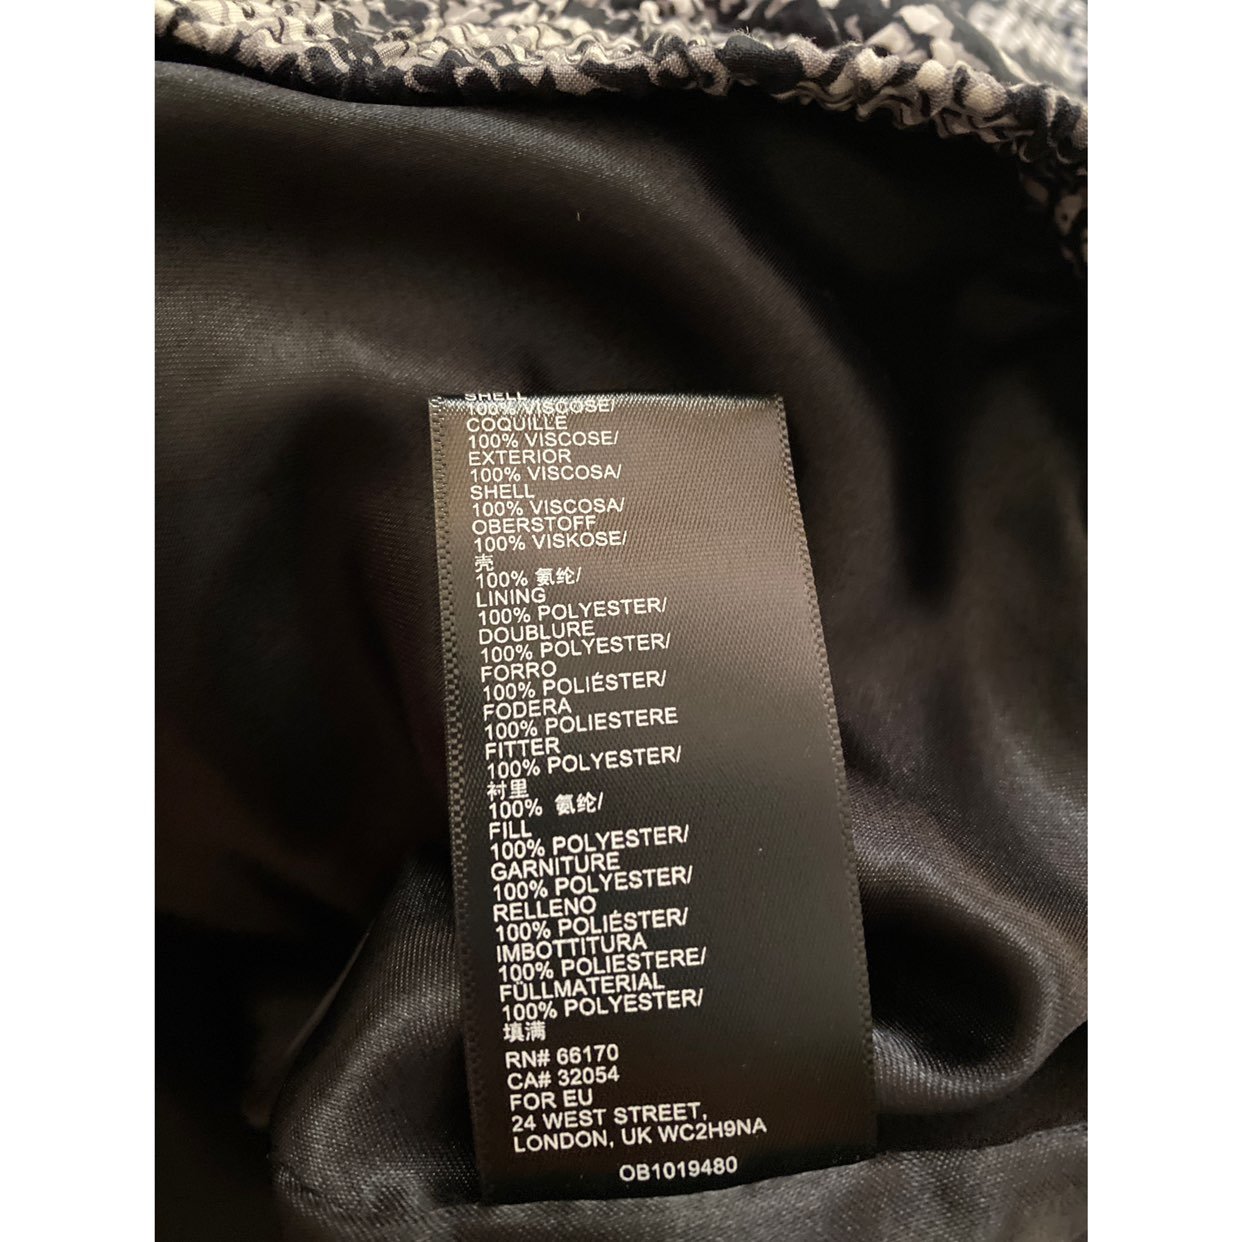 SHELL
100% VISCOSE/
COQUILLE
100% VISCOSE/
EXTERIOR
100% VISCOSA/
SHELL
100% VISCOSA/
OBERSTOFF
100% VISKOSE/
壳
100% 氨纶/
LINING
100% POLYESTER/
DOUBLURE
100% POLYESTER/
FORRO
100% POLIÉSTER/
FODERA
100% POLIESTERE
FITTER
100% POLYESTER/
衬里
100% 氨纶/
FILL
100% POLYESTER/
GARNITURE
100% POLYESTER/
RELLENO
100% POLIÉSTER/
IMBOTTITURA
100% POLIESTERE/
FÜLLMATERIAL
100% POLYESTER/
填满
RN# 66170
CA# 32054
FOR EU
24 WEST STREET,
LONDON, UK WC2H9NA
OB1019480